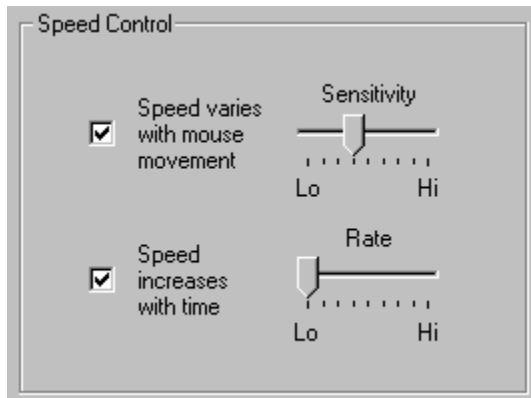 Speed Control
Sensitivity
Speed varies
with mouse
movement
Lo Hi
Rate
Speed
increases
with time
Lo Hi